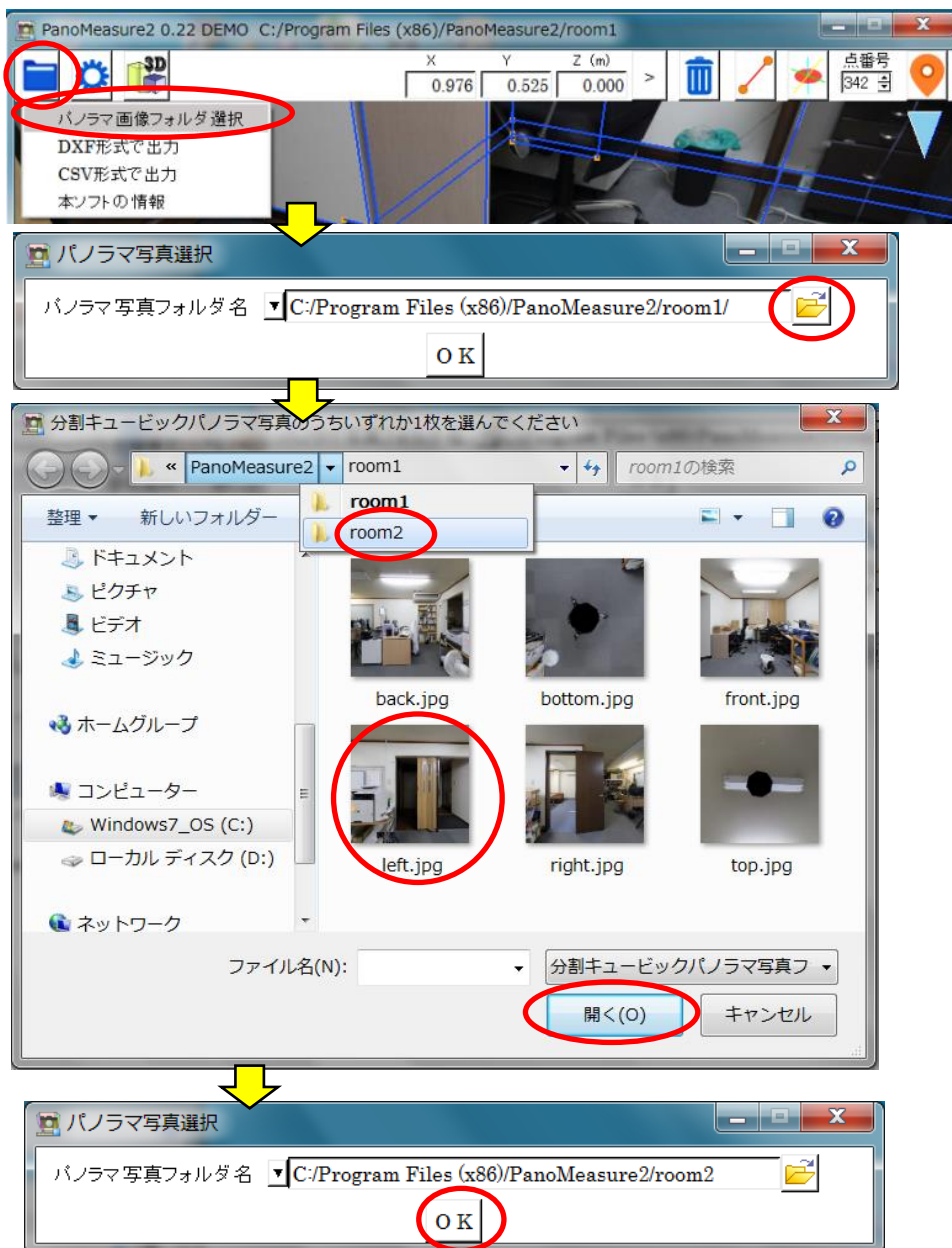 PanoMeasure2 0.22 DEMO C:/Program Files (x86)/PanoMeasure2/room1
3D
X Y Z (m)
0.976 0.525 0.000 >
点番号
342
パノラマ画像フォルダ選択
DXF形式で出力
CSV形式で出力
本ソフトの情報
パノラマ写真選択
パノラマ写真フォルダ名 ▼ C:/Program Files (x86)/PanoMeasure2/room1/
O K
分割キュービックパノラマ写真のうちいずれか1枚を選んでください
« PanoMeasure2 ▾ room1
room1の検索
整理 ▼ 新しいフォルダー
room1
room2
ドキュメント
ピクチャ
ビデオ
ミュージック
ホームグループ
コンピューター
Windows7_OS (C:)
ローカル ディスク (D:)
ネットワーク
back.jpg bottom.jpg front.jpg
left.jpg right.jpg top.jpg
ファイル名(N):
分割キュービックパノラマ写真フ
開く(O) キャンセル
パノラマ写真選択
パノラマ写真フォルダ名 ▼ C:/Program Files (x86)/PanoMeasure2/room2
O K